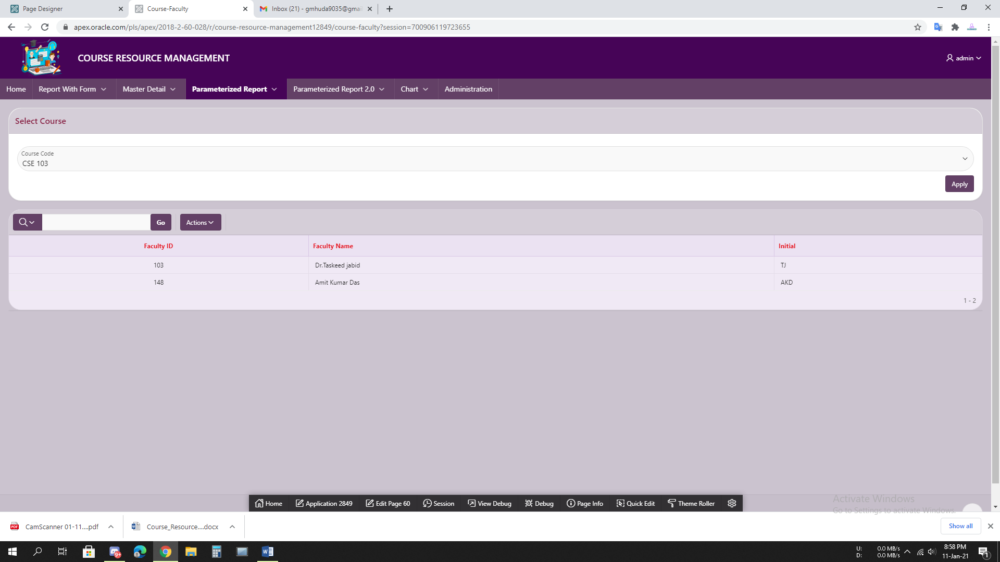 Page Designer
Course-Faculty
Inbox (21) - gmhuda9035@gmai
apex.oracle.com/pls/apex/2018-2-60-028/r/course-resource-management12849/course-faculty?session=700906119723655
COURSE RESOURCE MANAGEMENT
admin
Home Report With Form Master Detail Parameterized Report Parameterized Report 2.0 Chart Administration
Select Course
Course Code
CSE 103
Apply
Go Actions
Faculty ID Faculty Name Initial
103 Dr.Taskeed jabid TJ
148 Amit Kumar Das AKD
1 - 2
Home Application 2849 Edit Page 60 Session View Debug Debug Page Info Quick Edit Theme Roller
Activate Windows
Go to Settings to activate Windows.
CamScanner 01-11....pdf
Course_Resource....docx
Show all
9+
U: 0.0 MB/s
D: 0.0 MB/s
8:58 PM
11-Jan-21
1